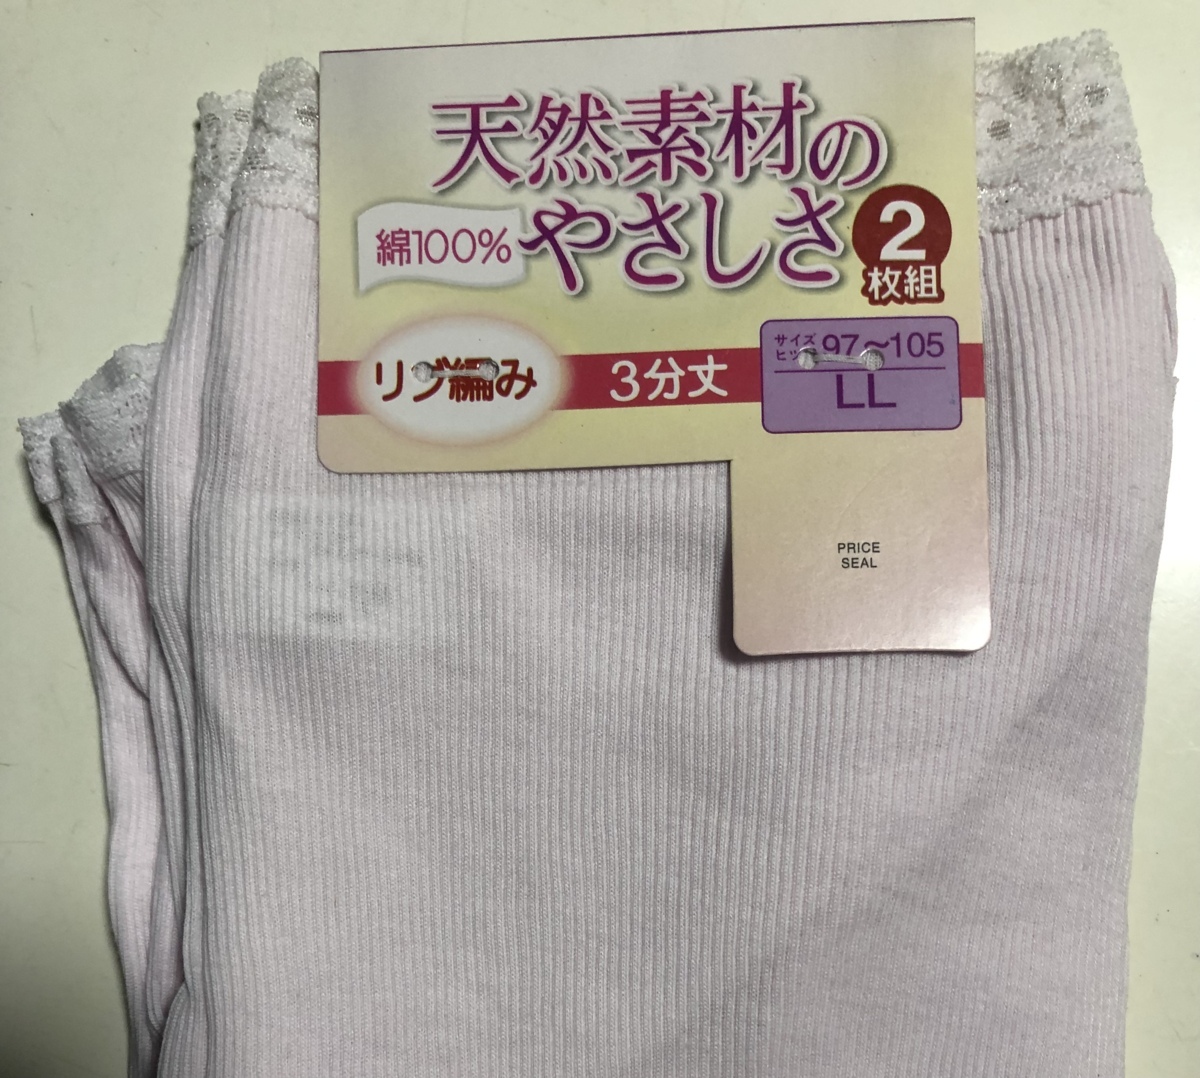 天然素材の
綿100%
やさしさ
2
枚組
リブ編み
3分丈
サイズ
ヒップ 97~105
LL
PRICE
SEAL